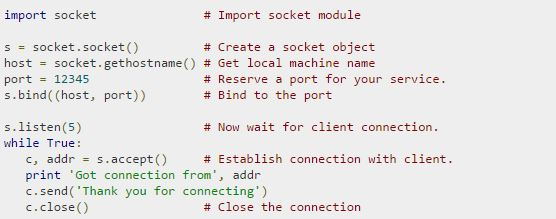 import socket               # Import socket module
s = socket.socket()         # Create a socket object
host = socket.gethostname() # Get local machine name
port = 12345                # Reserve a port for your service.
s.bind((host, port))        # Bind to the port
s.listen(5)                 # Now wait for client connection.
while True:
   c, addr = s.accept()     # Establish connection with client.
   print 'Got connection from', addr
   c.send('Thank you for connecting')
   c.close()                # Close the connection